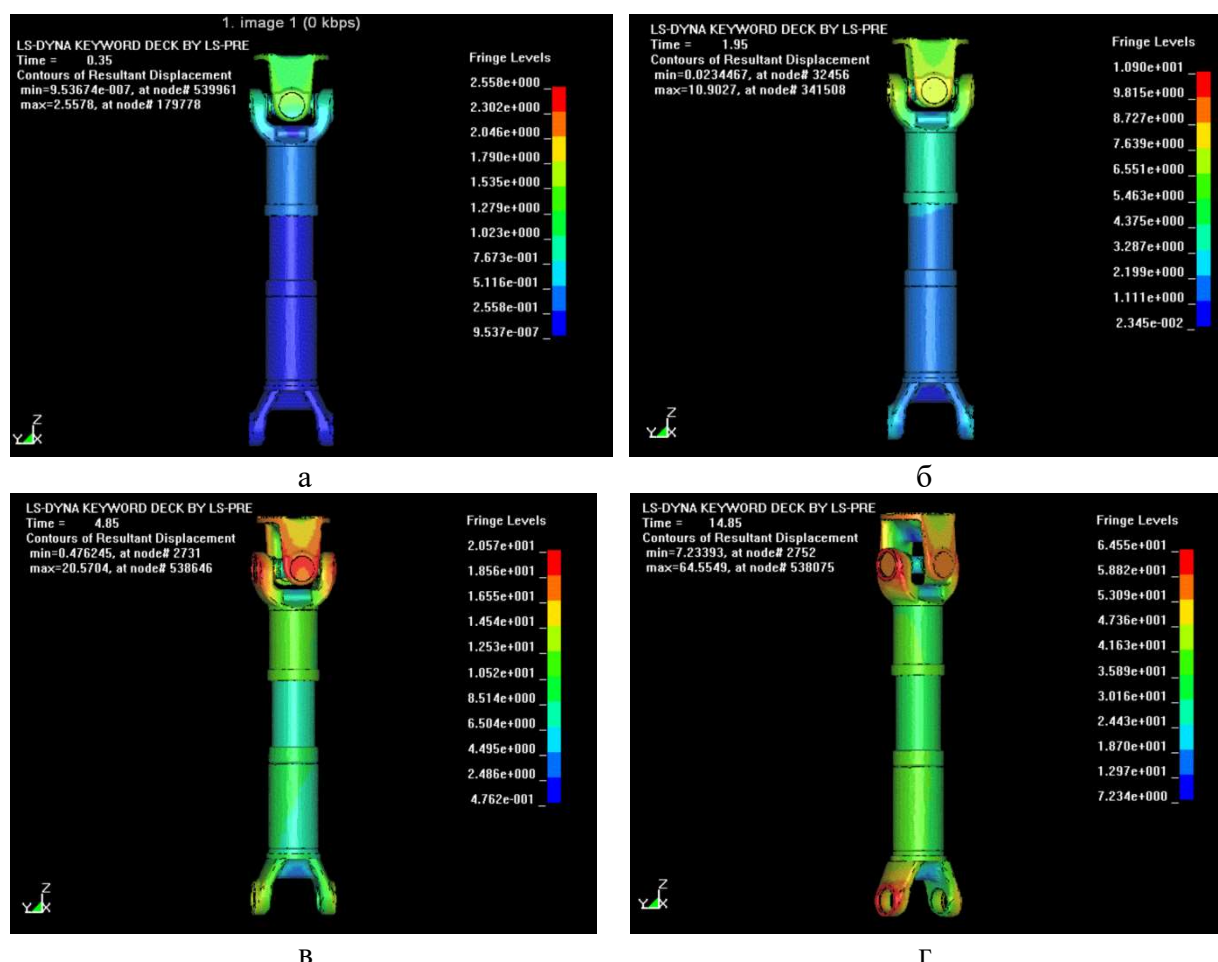 1. image 1 (0 kbps)
LS-DYNA KEYWORD DECK BY LS-PRE
Time = 0.35
Contours of Resultant Displacement
min=9.53674e-007, at node# 539961
max=2.5578, at node# 179778
Fringe Levels
2.558e+000
2.302e+000
2.046e+000
1.790e+000
1.535e+000
1.279e+000
1.023e+000
7.673e-001
5.116e-001
2.558e-001
9.537e-007
Z
Y X
а
LS-DYNA KEYWORD DECK BY LS-PRE
Time = 1.95
Contours of Resultant Displacement
min=0.0234467, at node# 32456
max=10.9027, at node# 341508
Fringe Levels
1.090e+001
9.815e+000
8.727e+000
7.639e+000
6.551e+000
5.463e+000
4.375e+000
3.287e+000
2.199e+000
1.111e+000
2.345e-002
Z
Y X
б
LS-DYNA KEYWORD DECK BY LS-PRE
Time = 4.85
Contours of Resultant Displacement
min=0.476245, at node# 2731
max=20.5704, at node# 538646
Fringe Levels
2.057e+001
1.856e+001
1.655e+001
1.454e+001
1.253e+001
1.052e+001
8.514e+000
6.504e+000
4.495e+000
2.486e+000
4.762e-001
Z
Y X
в
LS-DYNA KEYWORD DECK BY LS-PRE
Time = 14.85
Contours of Resultant Displacement
min=7.23393, at node# 2752
max=64.5549, at node# 538075
Fringe Levels
6.455e+001
5.882e+001
5.309e+001
4.736e+001
4.163e+001
3.589e+001
3.016e+001
2.443e+001
1.870e+001
1.297e+001
7.234e+000
Z
Y X
г